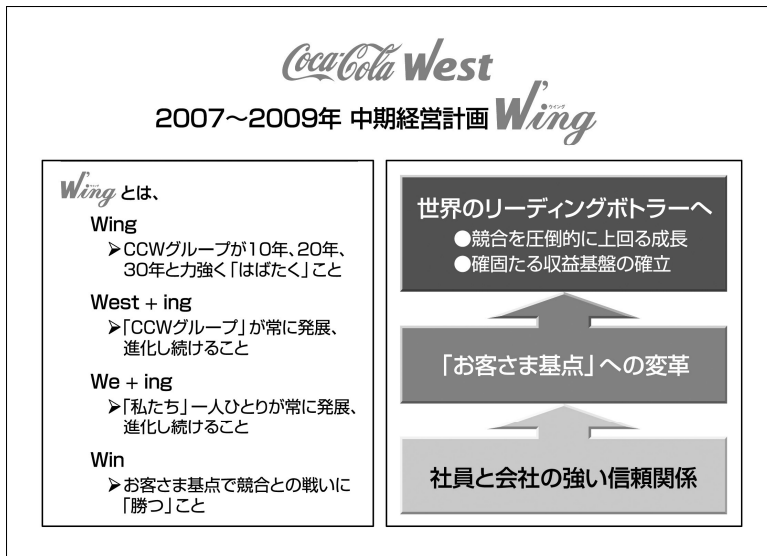 Coca-Cola West
2007～2009年 中期経営計画 W'ing
ウイング
W'ing とは、
Wing
➢CCWグループが10年、20年、
30年と力強く「はばたく」こと
West + ing
➢「CCWグループ」が常に発展、
進化し続けること
We + ing
➢「私たち」一人ひとりが常に発展、
進化し続けること
Win
➢お客さま基点で競合との戦いに
「勝つ」こと
世界のリーディングボトラーへ
●競合を圧倒的に上回る成長
●確固たる収益基盤の確立
「お客さま基点」への変革
社員と会社の強い信頼関係